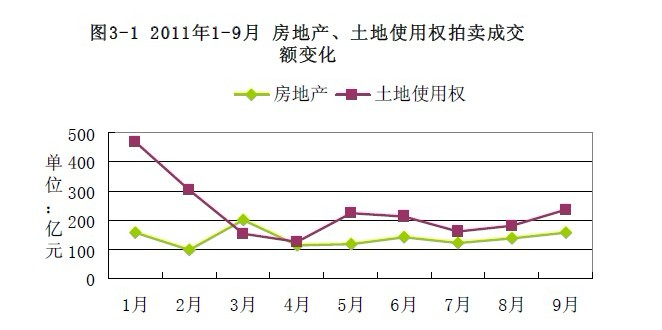 图3-1 2011年1-9月 房地产、土地使用权拍卖成交
额变化
房地产 土地使用权
单位:亿元
500
400
300
200
100
0
1月 2月 3月 4月 5月 6月 7月 8月 9月